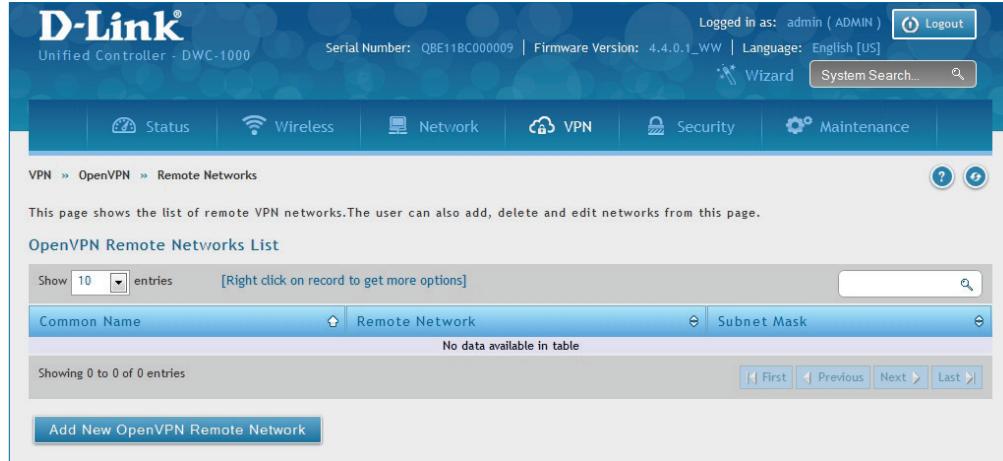 D-Link®
Logged in as: admin ( ADMIN )
Logout
Unified Controller - DWC-1000
Serial Number: QBE11BC000009 | Firmware Version: 4.4.0.1_WW | Language: English [US]
Wizard
System Search...
Status
Wireless
Network
VPN
Security
Maintenance
VPN » OpenVPN » Remote Networks
?
This page shows the list of remote VPN networks.The user can also add, delete and edit networks from this page.
OpenVPN Remote Networks List
Show 10 entries
[Right click on record to get more options]
Common Name
Remote Network
Subnet Mask
No data available in table
Showing 0 to 0 of 0 entries
First
Previous
Next
Last
Add New OpenVPN Remote Network